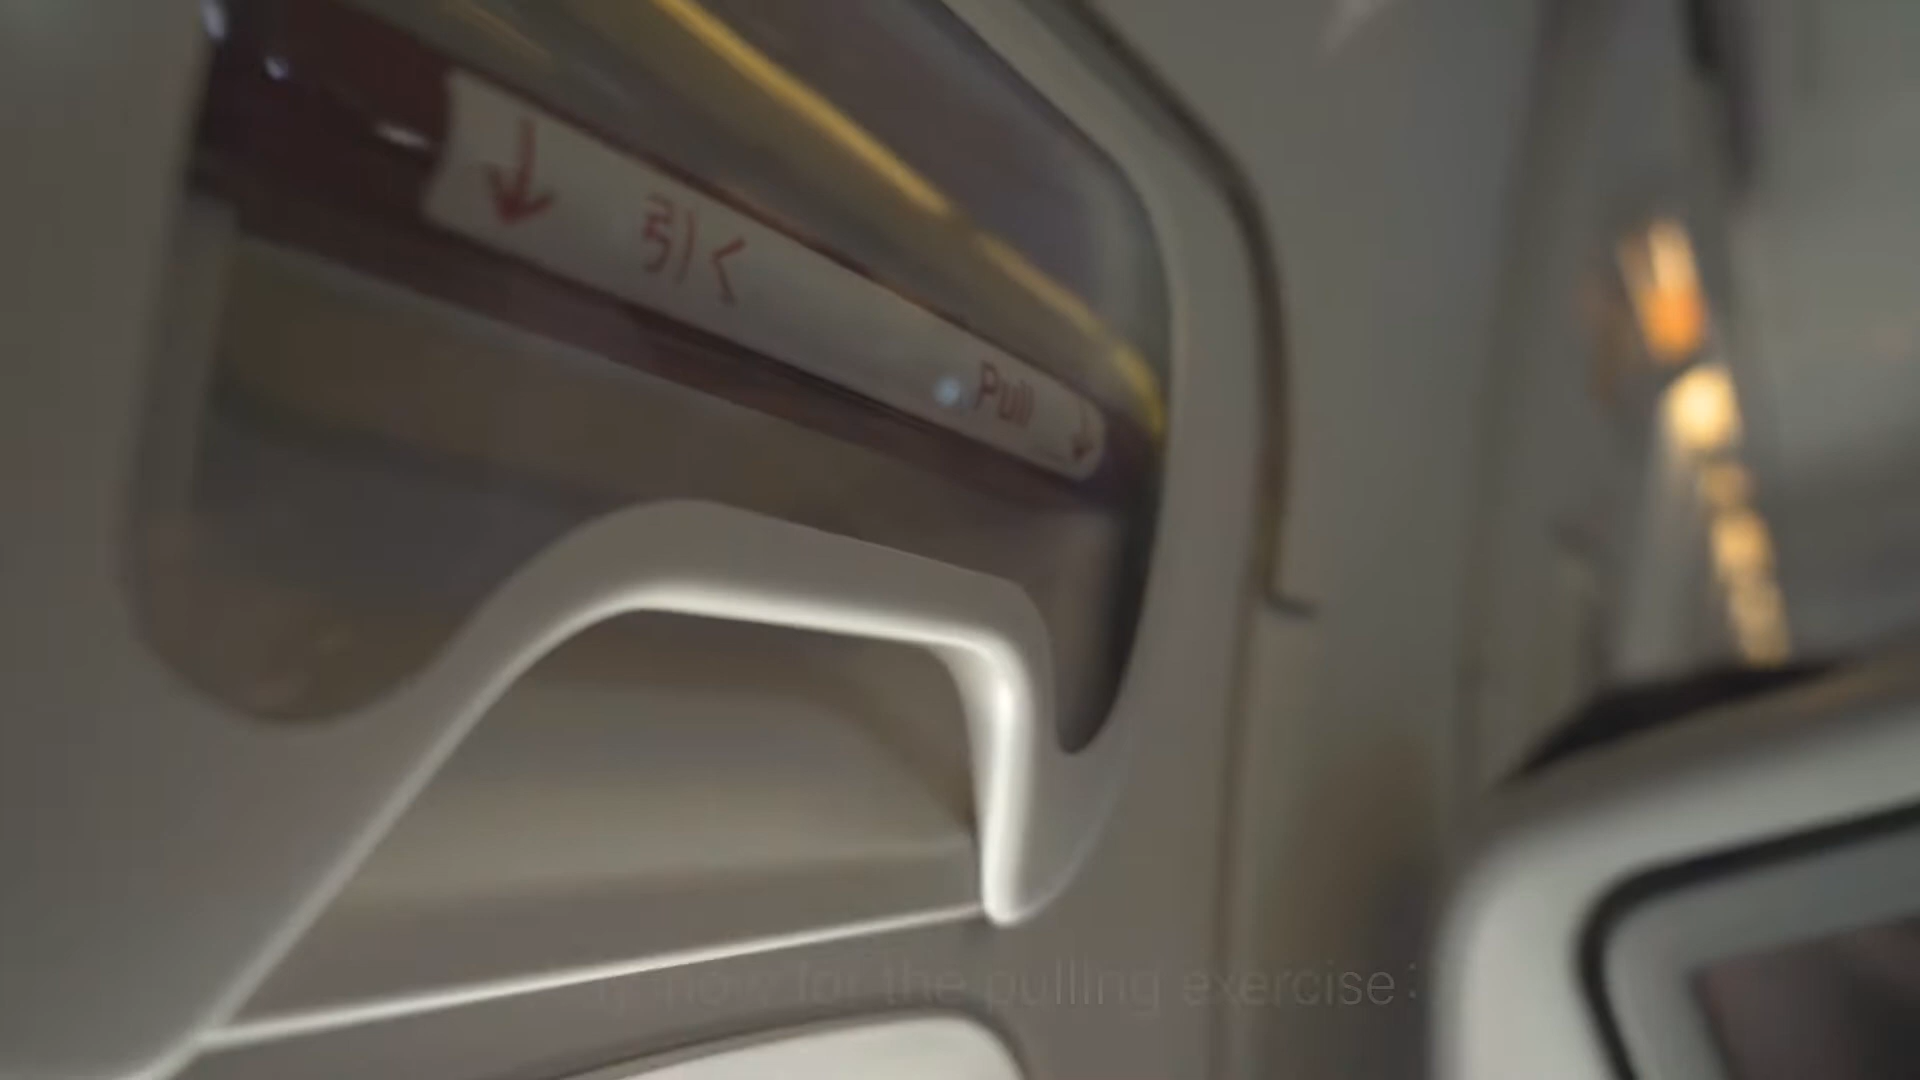 ↓ 引く Pull ↓
now for the pulling exercise: